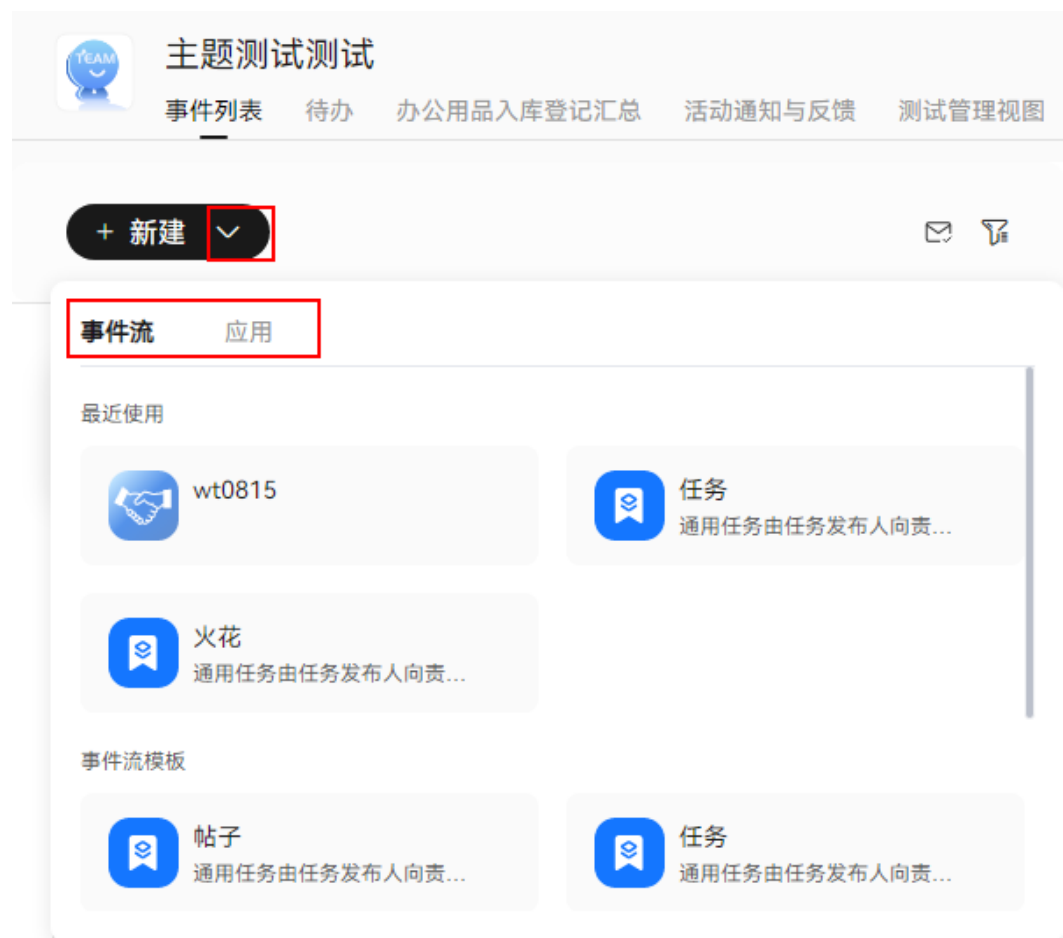 TEAM
主题测试测试
事件列表 待办 办公用品入库登记汇总 活动通知与反馈 测试管理视图
+ 新建
事件流 应用
最近使用
wt0815
任务
通用任务由任务发布人向责...
火花
通用任务由任务发布人向责...
事件流模板
帖子
通用任务由任务发布人向责...
任务
通用任务由任务发布人向责...